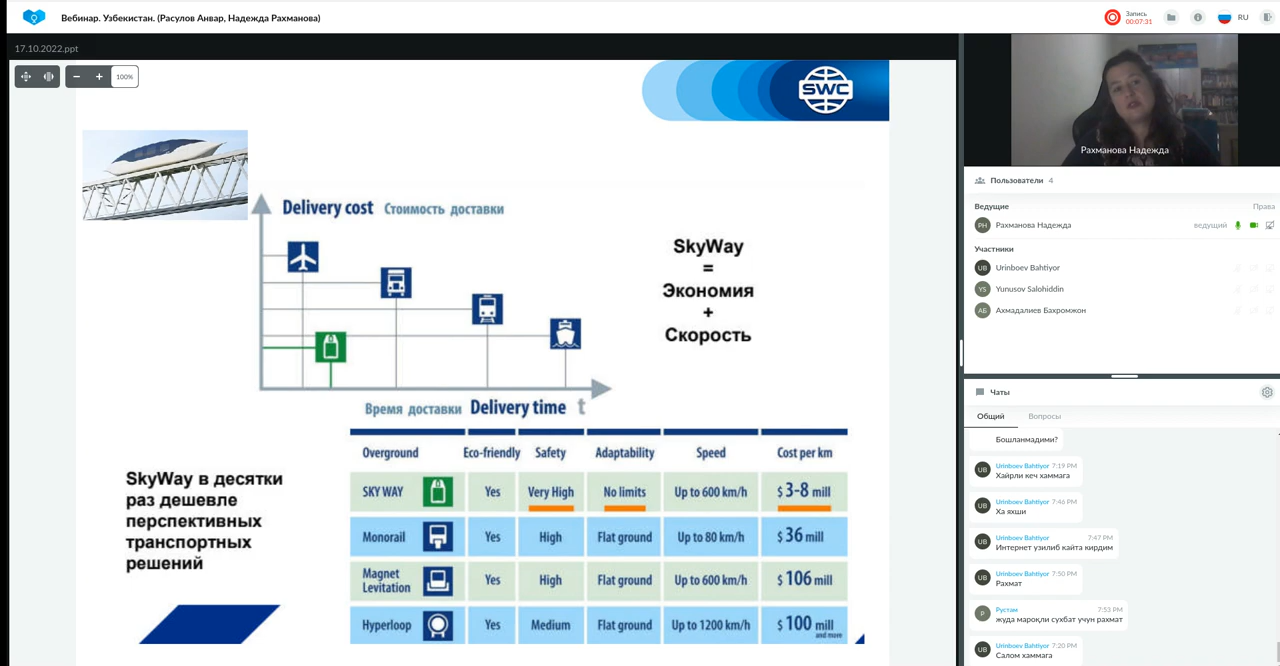 Вебинар. Узбекистан. (Расулов Анвар, Надежда Рахманова)
Запись
00:07:31
RU
17.10.2022.ppt
100%
SWC
Delivery cost Стоимость доставки
SkyWay
=
Экономия
+
Скорость
Время доставки Delivery time t
SkyWay в десятки
раз дешевле
перспективных
транспортных
решений
Overground Eco-friendly Safety Adaptability Speed Cost per km
SKY WAY Yes Very High No limits Up to 600 km/h $ 3-8 mill
Monorail Yes High Flat ground Up to 80 km/h $ 36 mill
Magnet
Levitation Yes High Flat ground Up to 600 km/h $ 106 mill
Hyperloop Yes Medium Flat ground Up to 1200 km/h $ 100 mill
and more
Рахманова Надежда
Пользователи 4
Ведущие Права
РН Рахманова Надежда ведущий
Участники
UB Urinboev Bahtiyor
YS Yunusov Salohiddin
АБ Ахмадалиев Бахромжон
Чаты
Общий Вопросы
Бошланмадими?
UB Urinboev Bahtiyor 7:19 PM
Хайрли кеч хаммага
UB Urinboev Bahtiyor 7:46 PM
Ха яхши
UB Urinboev Bahtiyor 7:47 PM
Интернет узилиб кайта кирдим
UB Urinboev Bahtiyor 7:50 PM
Рахмат
Р Рустам 7:53 PM
жуда мароқли сухбат учун рахмат
UB Urinboev Bahtiyor 7:20 PM
Салом хаммага